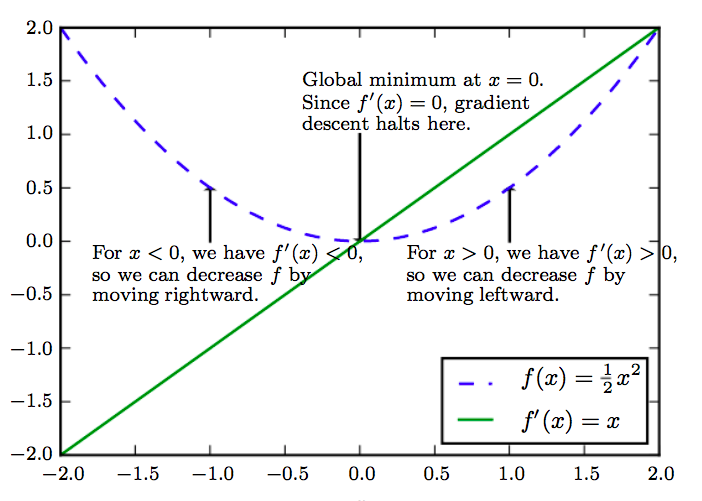 2.0
1.5
1.0
0.5
0.0
−0.5
−1.0
−1.5
−2.0
Global minimum at x = 0.
Since f′(x) = 0, gradient
descent halts here.
For x < 0, we have f′(x) < 0,
so we can decrease f by
moving rightward.
For x > 0, we have f′(x) > 0,
so we can decrease f by
moving leftward.
f(x) = ½x²
f′(x) = x
−2.0 −1.5 −1.0 −0.5 0.0 0.5 1.0 1.5 2.0